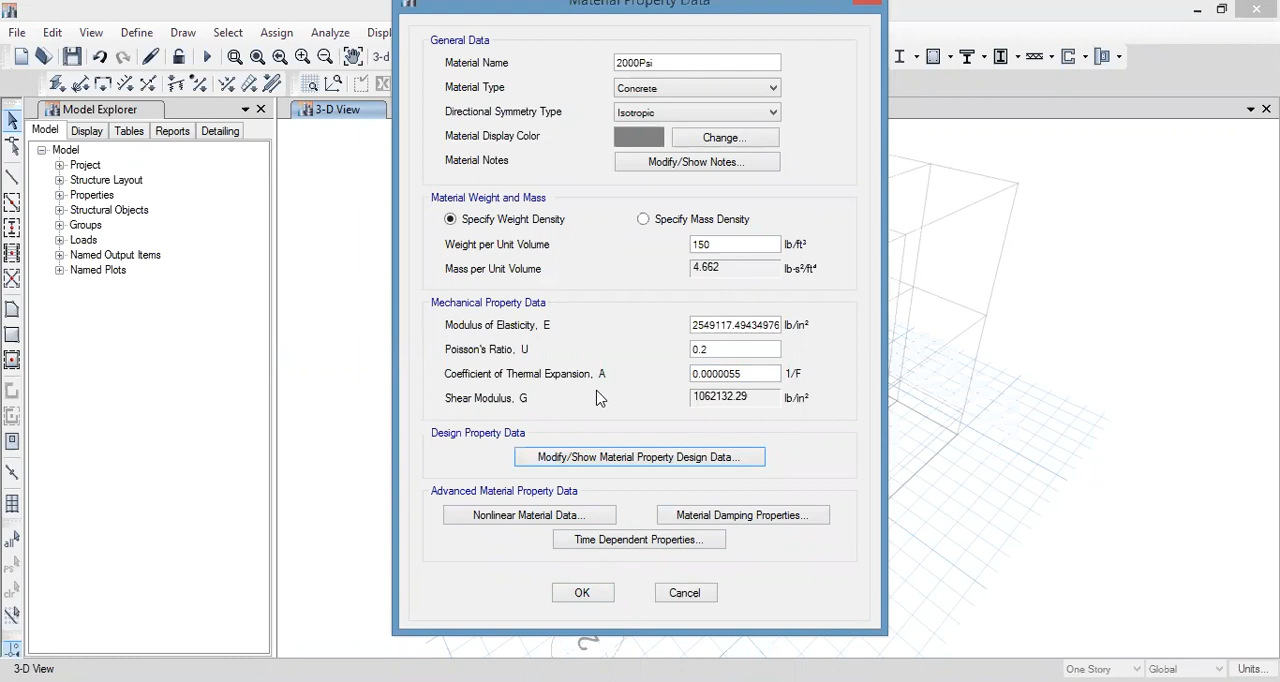 Material Property Data
File Edit View Define Draw Select Assign Analyze Displ
3-d
Model Explorer
3-D View
Model Display Tables Reports Detailing
Model
Project
Structure Layout
Properties
Structural Objects
Groups
Loads
Named Output Items
Named Plots
General Data
Material Name 2000Psi
Material Type Concrete
Directional Symmetry Type Isotropic
Material Display Color Change...
Material Notes Modify/Show Notes...
Material Weight and Mass
Specify Weight Density Specify Mass Density
Weight per Unit Volume 150 lb/ft³
Mass per Unit Volume 4.662 lb-s²/ft⁴
Mechanical Property Data
Modulus of Elasticity, E 2549117.49434976 lb/in²
Poisson's Ratio, U 0.2
Coefficient of Thermal Expansion, A 0.0000055 1/F
Shear Modulus, G 1062132.29 lb/in²
Design Property Data
Modify/Show Material Property Design Data...
Advanced Material Property Data
Nonlinear Material Data... Material Damping Properties...
Time Dependent Properties...
OK Cancel
all
ps
clr
3-D View One Story Global Units...